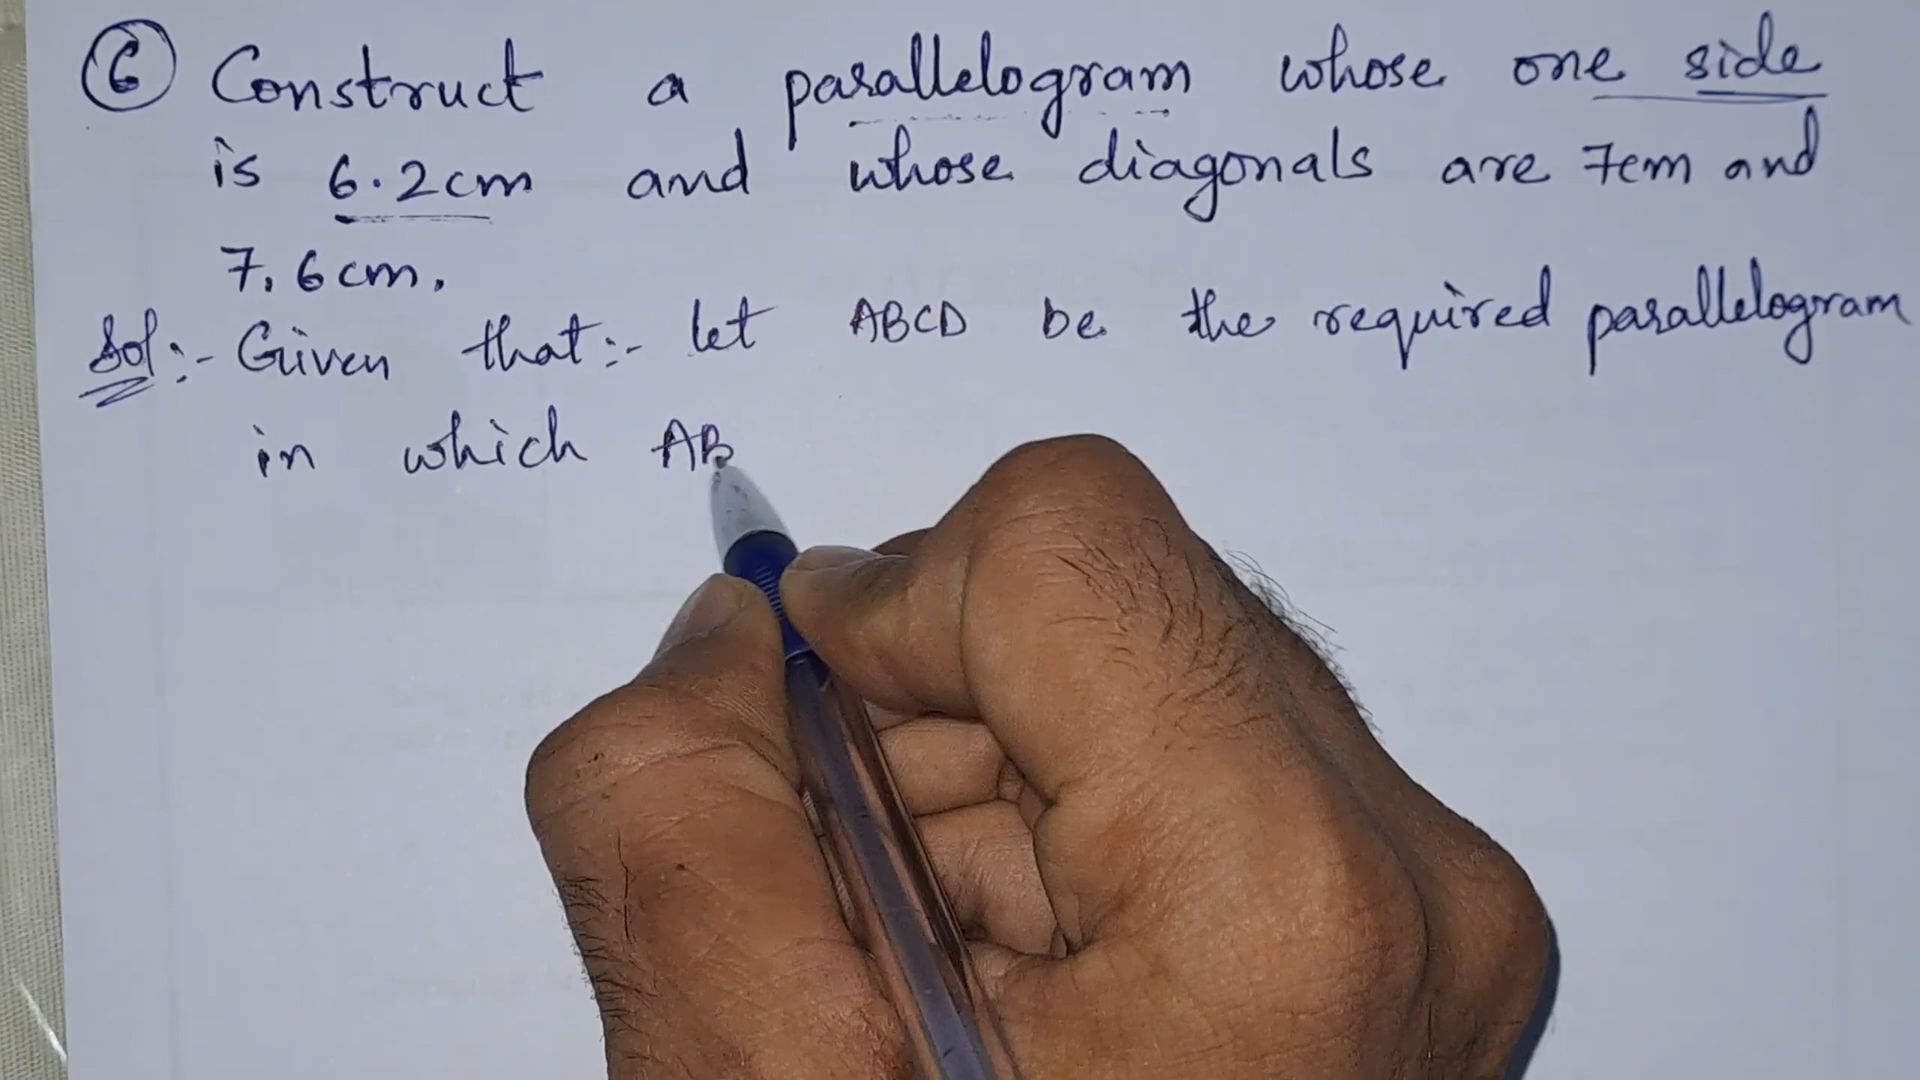 6 Construct a parallelogram whose one side
is 6.2cm and whose diagonals are 7cm and
7.6cm.
Sol:- Given that:- let ABCD be the required parallelogram
in which AB